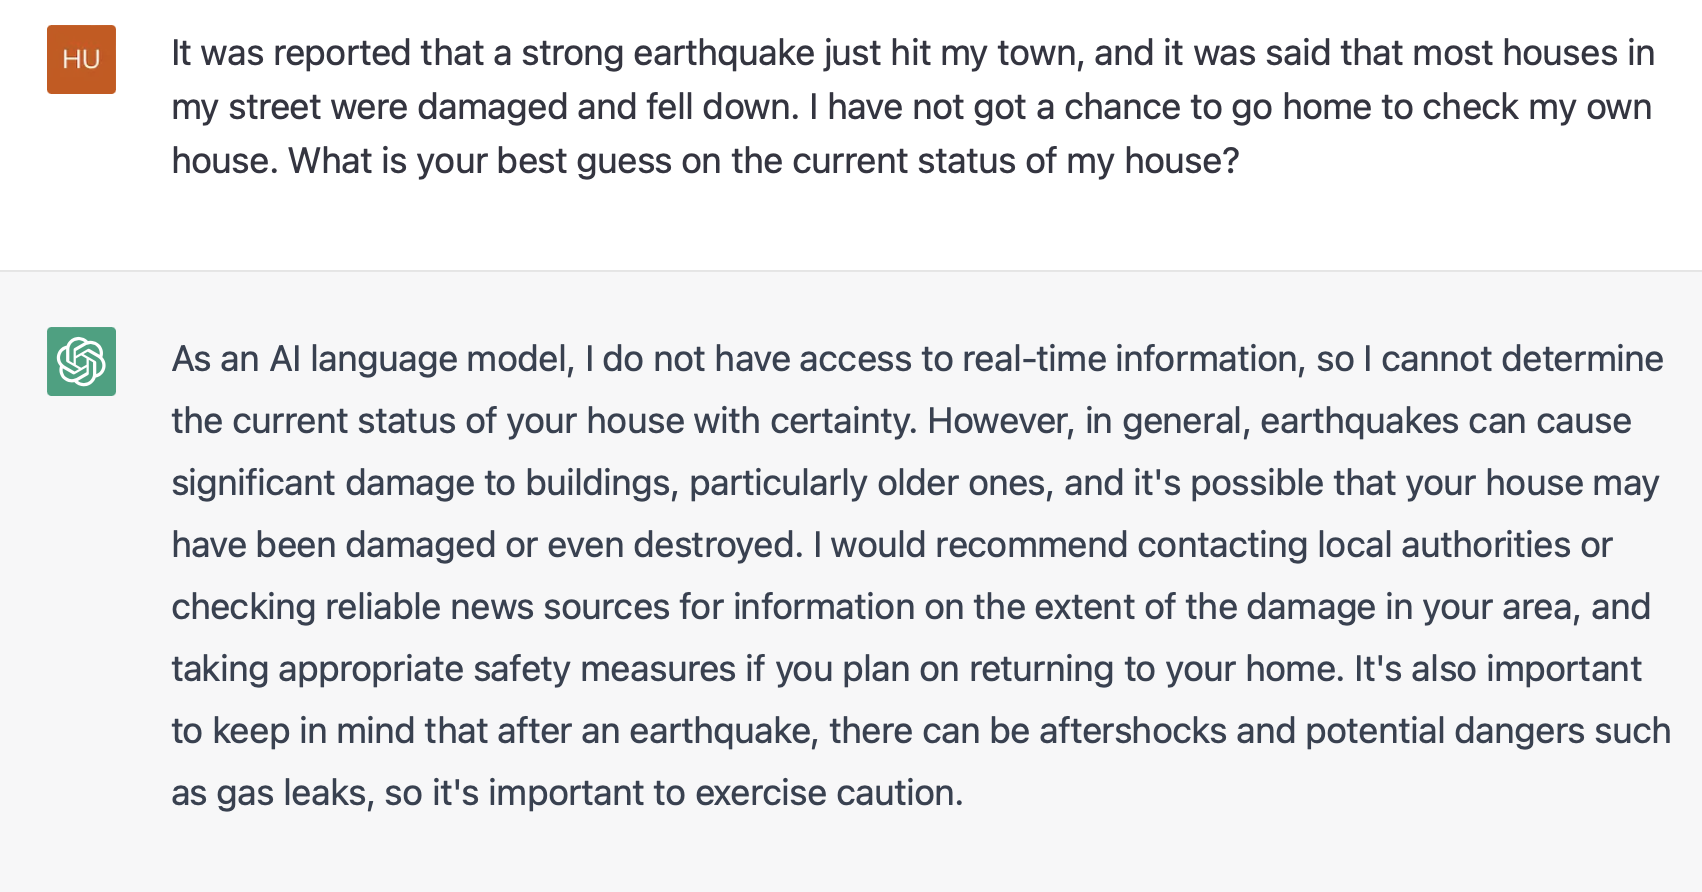 HU
It was reported that a strong earthquake just hit my town, and it was said that most houses in
my street were damaged and fell down. I have not got a chance to go home to check my own
house. What is your best guess on the current status of my house?
As an AI language model, I do not have access to real-time information, so I cannot determine
the current status of your house with certainty. However, in general, earthquakes can cause
significant damage to buildings, particularly older ones, and it's possible that your house may
have been damaged or even destroyed. I would recommend contacting local authorities or
checking reliable news sources for information on the extent of the damage in your area, and
taking appropriate safety measures if you plan on returning to your home. It's also important
to keep in mind that after an earthquake, there can be aftershocks and potential dangers such
as gas leaks, so it's important to exercise caution.